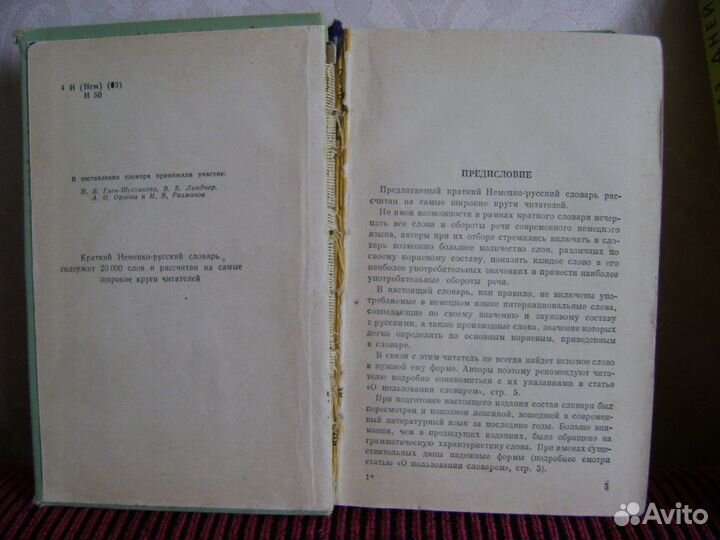 4 И (Нем) (03)
Н 50
В составлении словаря принимали участие:
И. В. Глен-Шестакова, В. Б. Линднер,
А. О. Орлова и И. В. Рахманов
Краткий Немецко-русский словарь
содержит 20 000 слов и рассчитан на самые
широкие круги читателей
ПРЕДИСЛОВИЕ
Предлагаемый краткий Немецко-русский словарь рас-
считан на самые широкие круги читателей.
Не имея возможности в рамках краткого словаря исчер-
пать все слова и обороты речи современного немецкого
языка, авторы при их отборе стремились включить в сло-
варь возможно большее количество слов, различных по
своему корневому составу, показать каждое слово в его
наиболее употребительных значениях и привести наиболее
употребительные обороты речи.
В настоящий словарь, как правило, не включены упо-
требляемые в немецком языке интернациональные слова,
совпадающие по своему значению и звуковому составу
с русскими, а также производные слова, значение которых
легко определить по основным корневым, приведенным
в словаре.
В связи с этим читатель не всегда найдет искомое слово
в нужной ему форме. Авторы поэтому рекомендуют чита-
телю подробно ознакомиться с их указаниями в статье
«О пользовании словарем», стр. 5.
При подготовке настоящего издания состав словаря был
пересмотрен и пополнен лексикой, вошедшей в современ-
ный литературный язык за последние годы. Больше вни-
мания, чем в предыдущих изданиях, было обращено на
грамматическую характеристику слова. При именах суще-
ствительных даны падежные формы (подробнее смотри
статью «О пользовании словарем», стр. 5).
1*
3
Avito